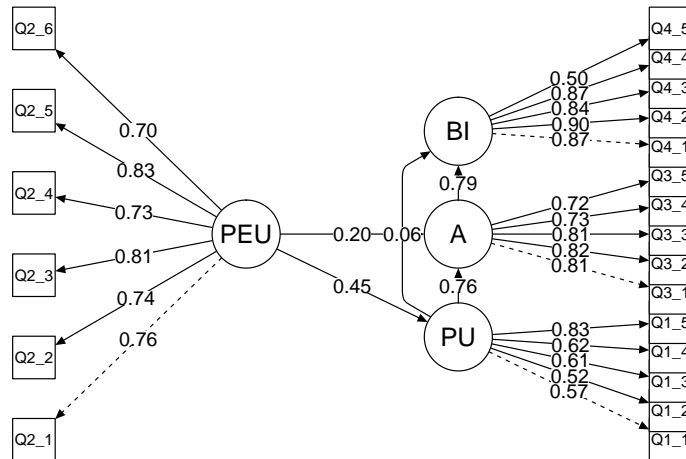 Q2_6
Q2_5
Q2_4
Q2_3
Q2_2
Q2_1
0.70
0.83
0.73
0.81
0.74
0.76
PEU
0.20
0.06
0.45
BI
0.79
A
0.76
PU
0.50
0.87
0.84
0.90
0.87
0.72
0.73
0.81
0.82
0.81
0.83
0.62
0.61
0.52
0.57
Q4_5
Q4_4
Q4_3
Q4_2
Q4_1
Q3_5
Q3_4
Q3_3
Q3_2
Q3_1
Q1_5
Q1_4
Q1_3
Q1_2
Q1_1